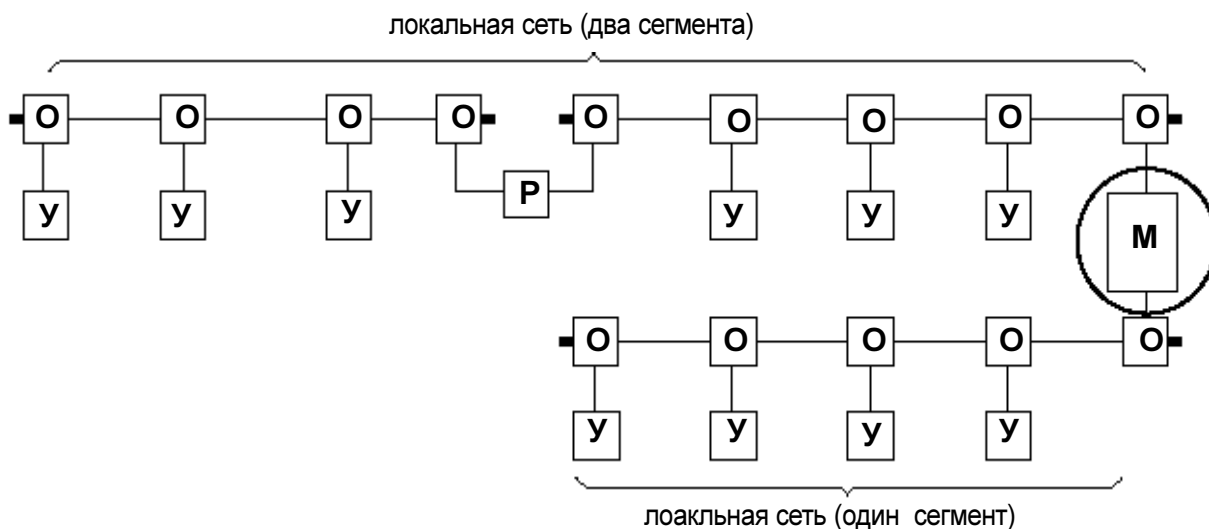 локальная сеть (два сегмента)
О О О О О О О О О
Р
У У У У У У М
О О О О О
У У У У
лоакльная сеть (один сегмент)